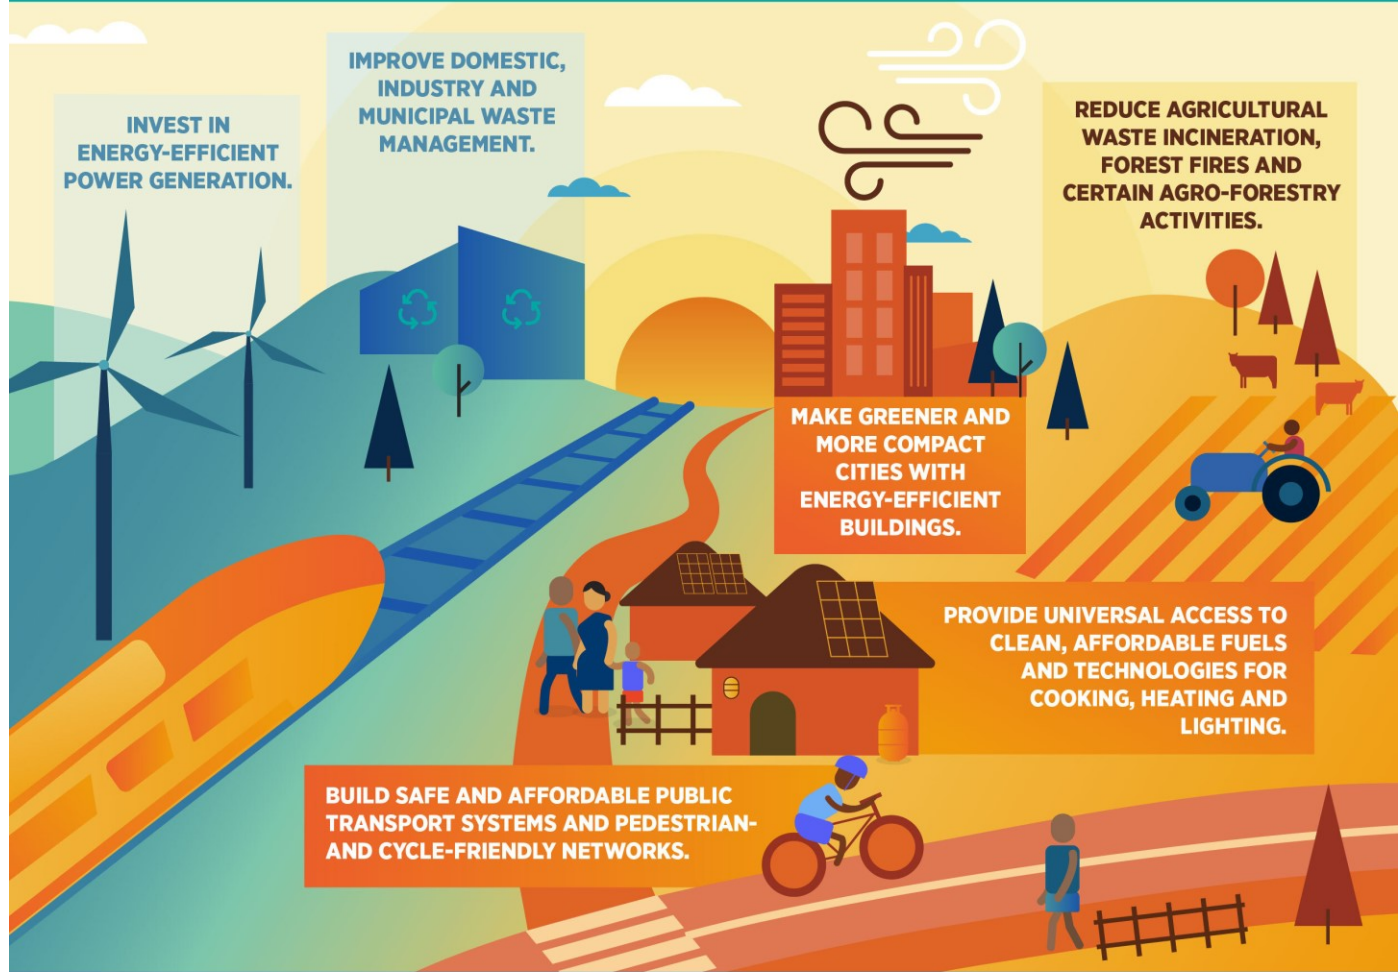 INVEST IN
ENERGY-EFFICIENT
POWER GENERATION.
IMPROVE DOMESTIC,
INDUSTRY AND
MUNICIPAL WASTE
MANAGEMENT.
REDUCE AGRICULTURAL
WASTE INCINERATION,
FOREST FIRES AND
CERTAIN AGRO-FORESTRY
ACTIVITIES.
MAKE GREENER AND
MORE COMPACT
CITIES WITH
ENERGY-EFFICIENT
BUILDINGS.
PROVIDE UNIVERSAL ACCESS TO
CLEAN, AFFORDABLE FUELS
AND TECHNOLOGIES FOR
COOKING, HEATING AND
LIGHTING.
BUILD SAFE AND AFFORDABLE PUBLIC
TRANSPORT SYSTEMS AND PEDESTRIAN-
AND CYCLE-FRIENDLY NETWORKS.